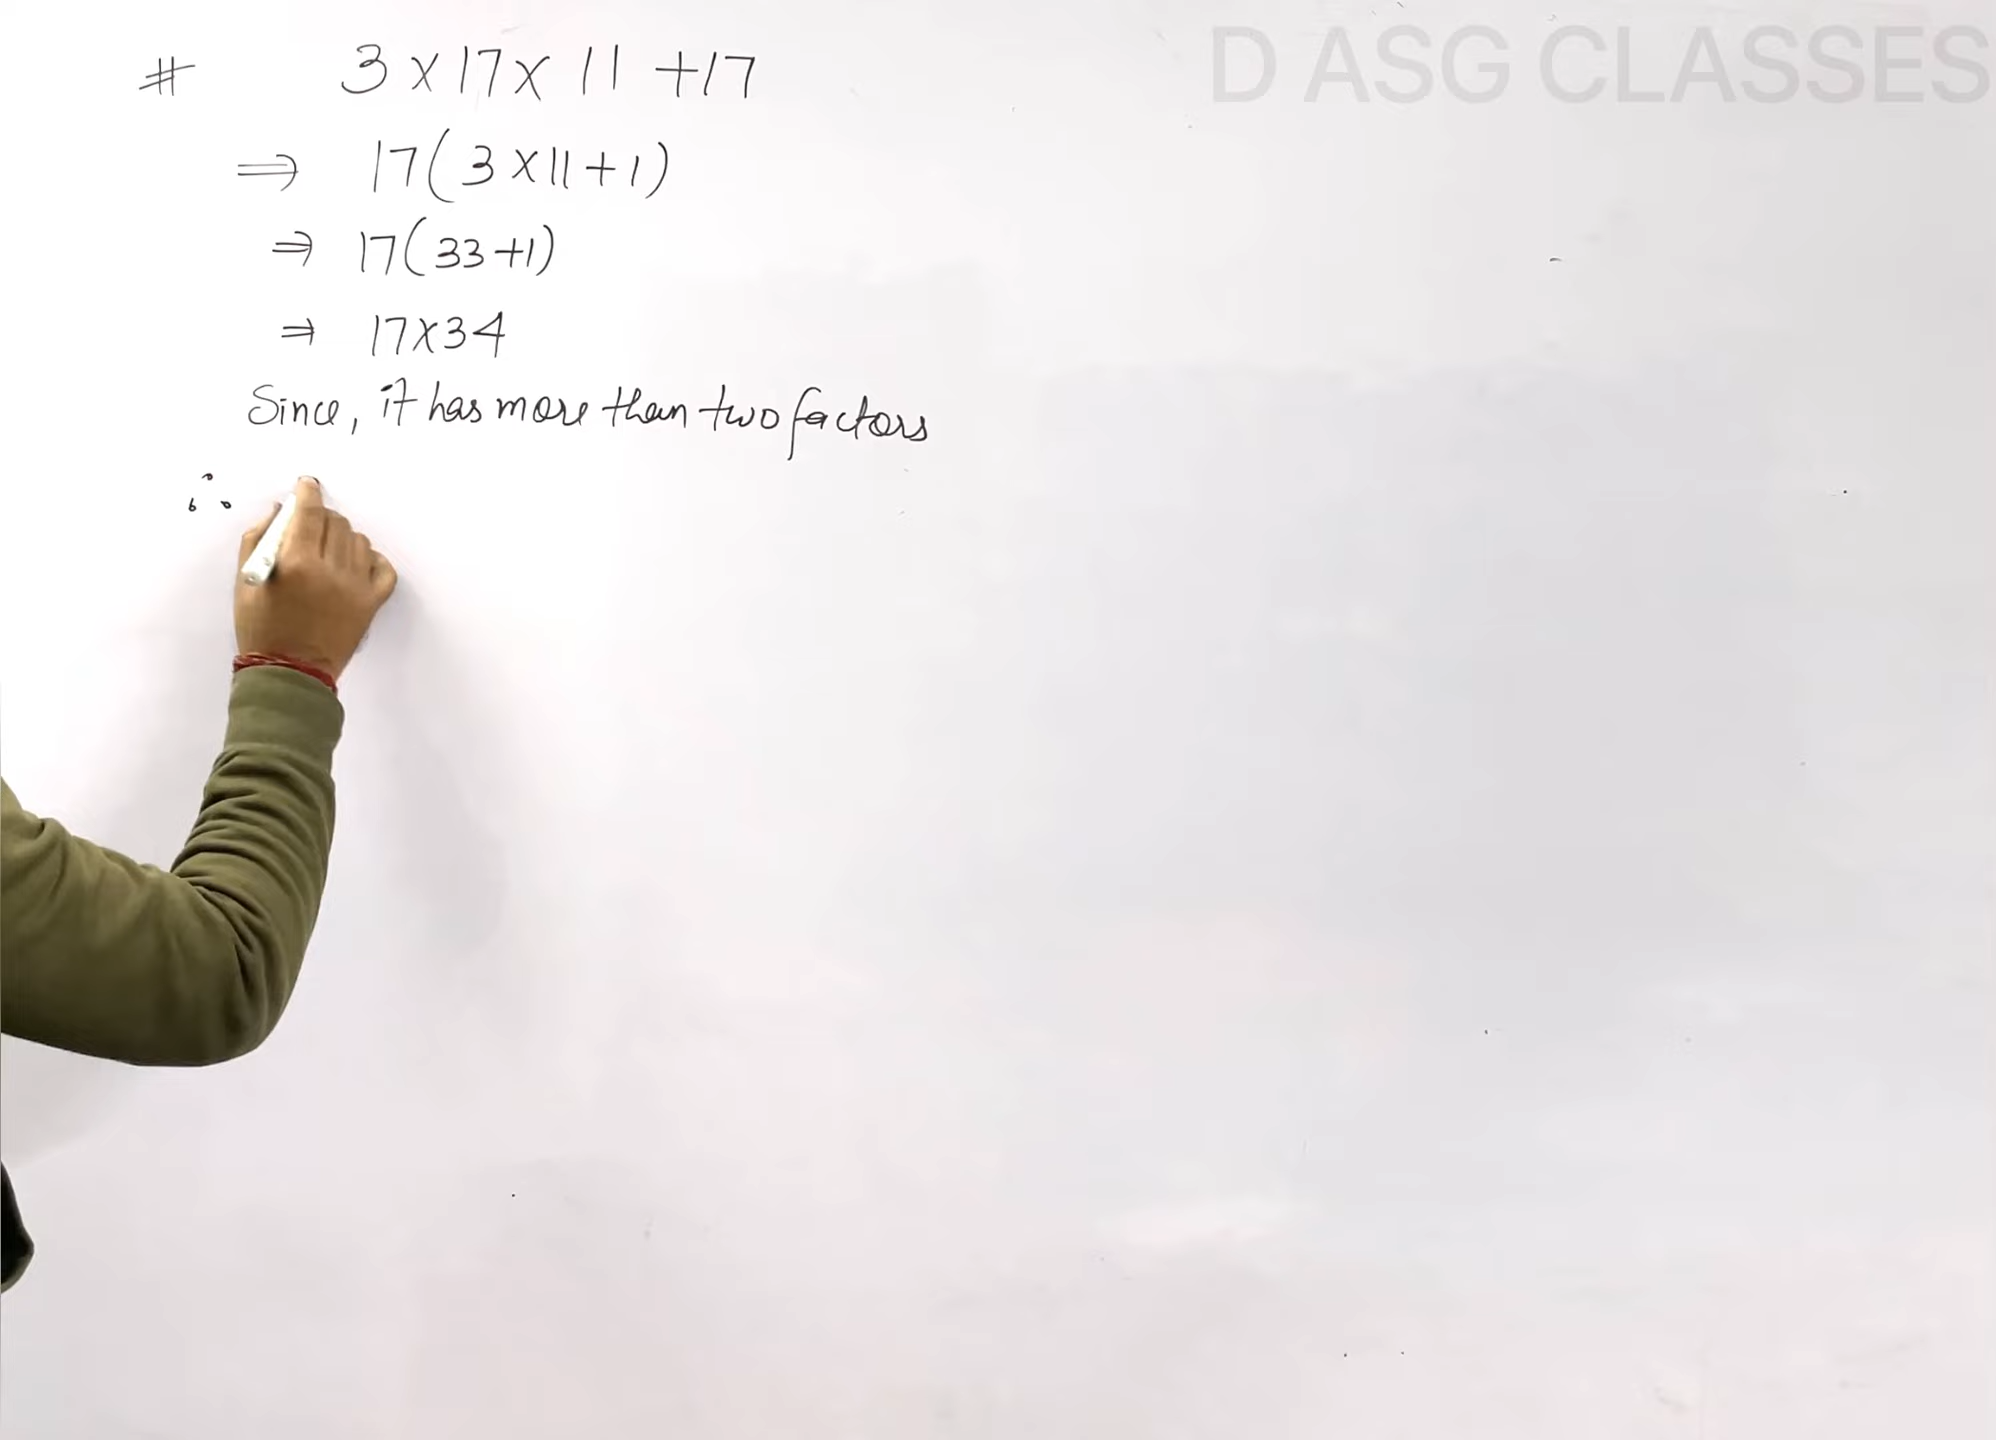 D ASG CLASSES
# 3 × 17 × 11 + 17
⇒ 17(3 × 11 + 1)
⇒ 17(33 + 1)
⇒ 17 × 34
Since, it has more than two factors
∴